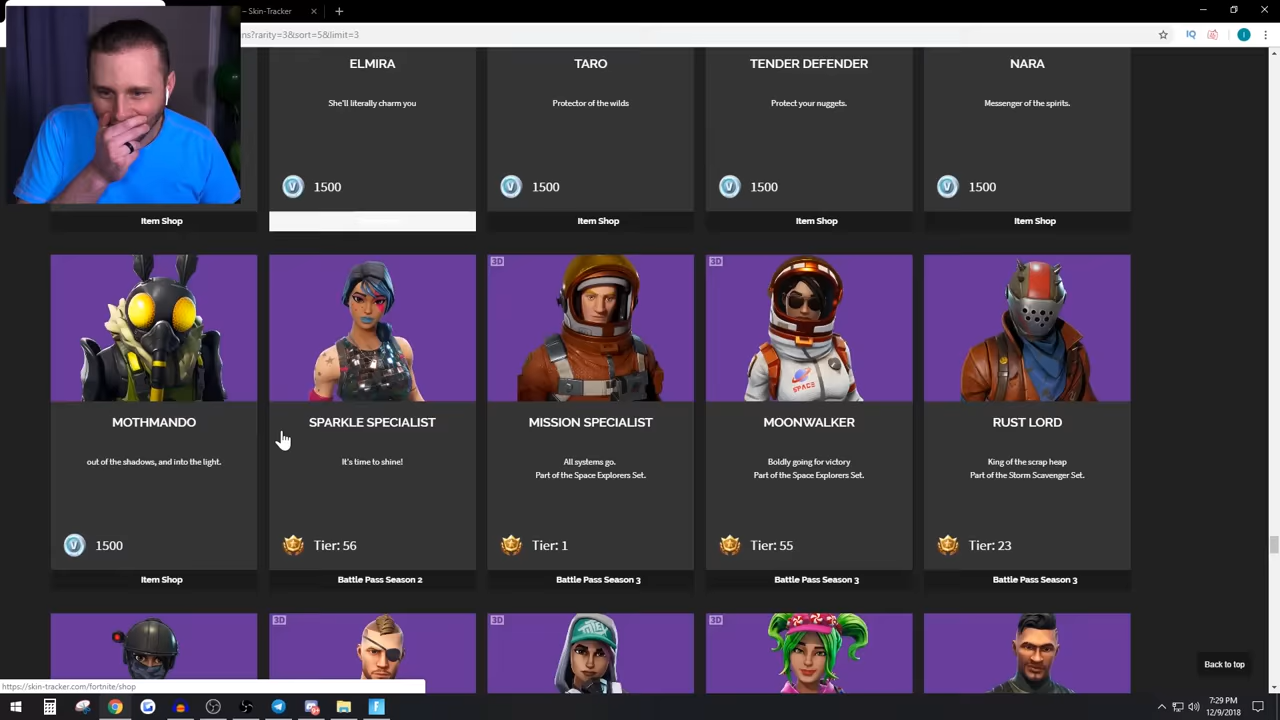 – Skin-Tracker
ns?rarity=3&sort=5&limit=3
IQ
ELMIRA
TARO
TENDER DEFENDER
NARA
She'll literally charm you
Protector of the wilds
Protect your nuggets.
Messenger of the spirits.
V 1500
V 1500
V 1500
V 1500
Item Shop
Item Shop
Item Shop
Item Shop
3D
3D
SPACE
MOTHMANDO
SPARKLE SPECIALIST
MISSION SPECIALIST
MOONWALKER
RUST LORD
out of the shadows, and into the light.
It's time to shine!
All systems go.
Part of the Space Explorers Set.
Boldly going for victory
Part of the Space Explorers Set.
King of the scrap heap
Part of the Storm Scavenger Set.
V 1500
Tier: 56
Tier: 1
Tier: 55
Tier: 23
Item Shop
Battle Pass Season 2
Battle Pass Season 3
Battle Pass Season 3
Battle Pass Season 3
3D
3D
3D
Back to top
https://skin-tracker.com/fortnite/shop
7:29 PM
12/9/2018